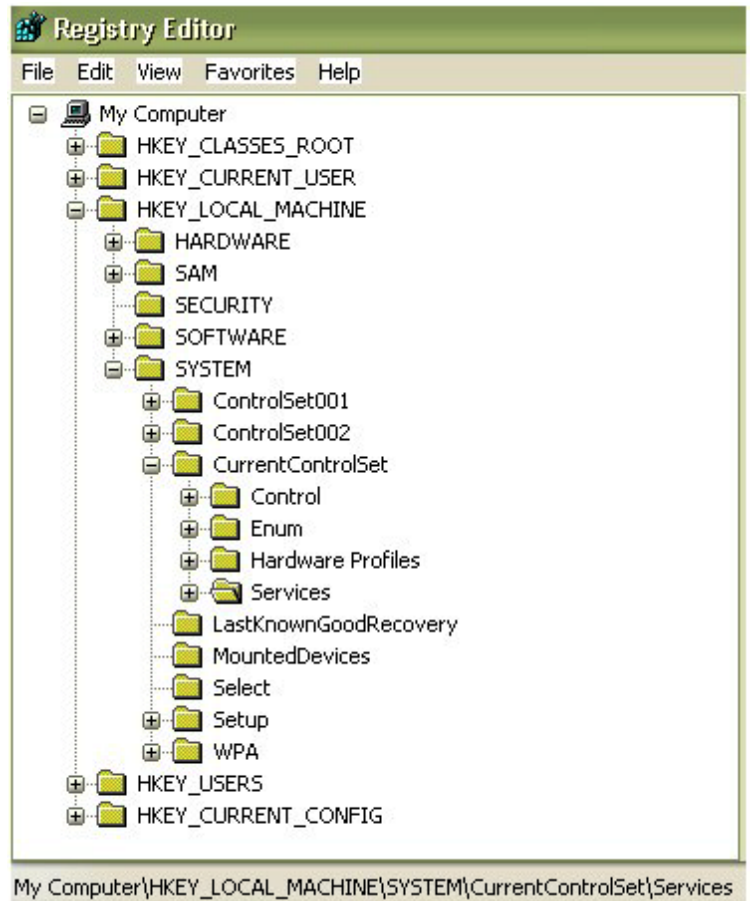 Registry Editor
File Edit View Favorites Help
My Computer
HKEY_CLASSES_ROOT
HKEY_CURRENT_USER
HKEY_LOCAL_MACHINE
HARDWARE
SAM
SECURITY
SOFTWARE
SYSTEM
ControlSet001
ControlSet002
CurrentControlSet
Control
Enum
Hardware Profiles
Services
LastKnownGoodRecovery
MountedDevices
Select
Setup
WPA
HKEY_USERS
HKEY_CURRENT_CONFIG
My Computer\HKEY_LOCAL_MACHINE\SYSTEM\CurrentControlSet\Services